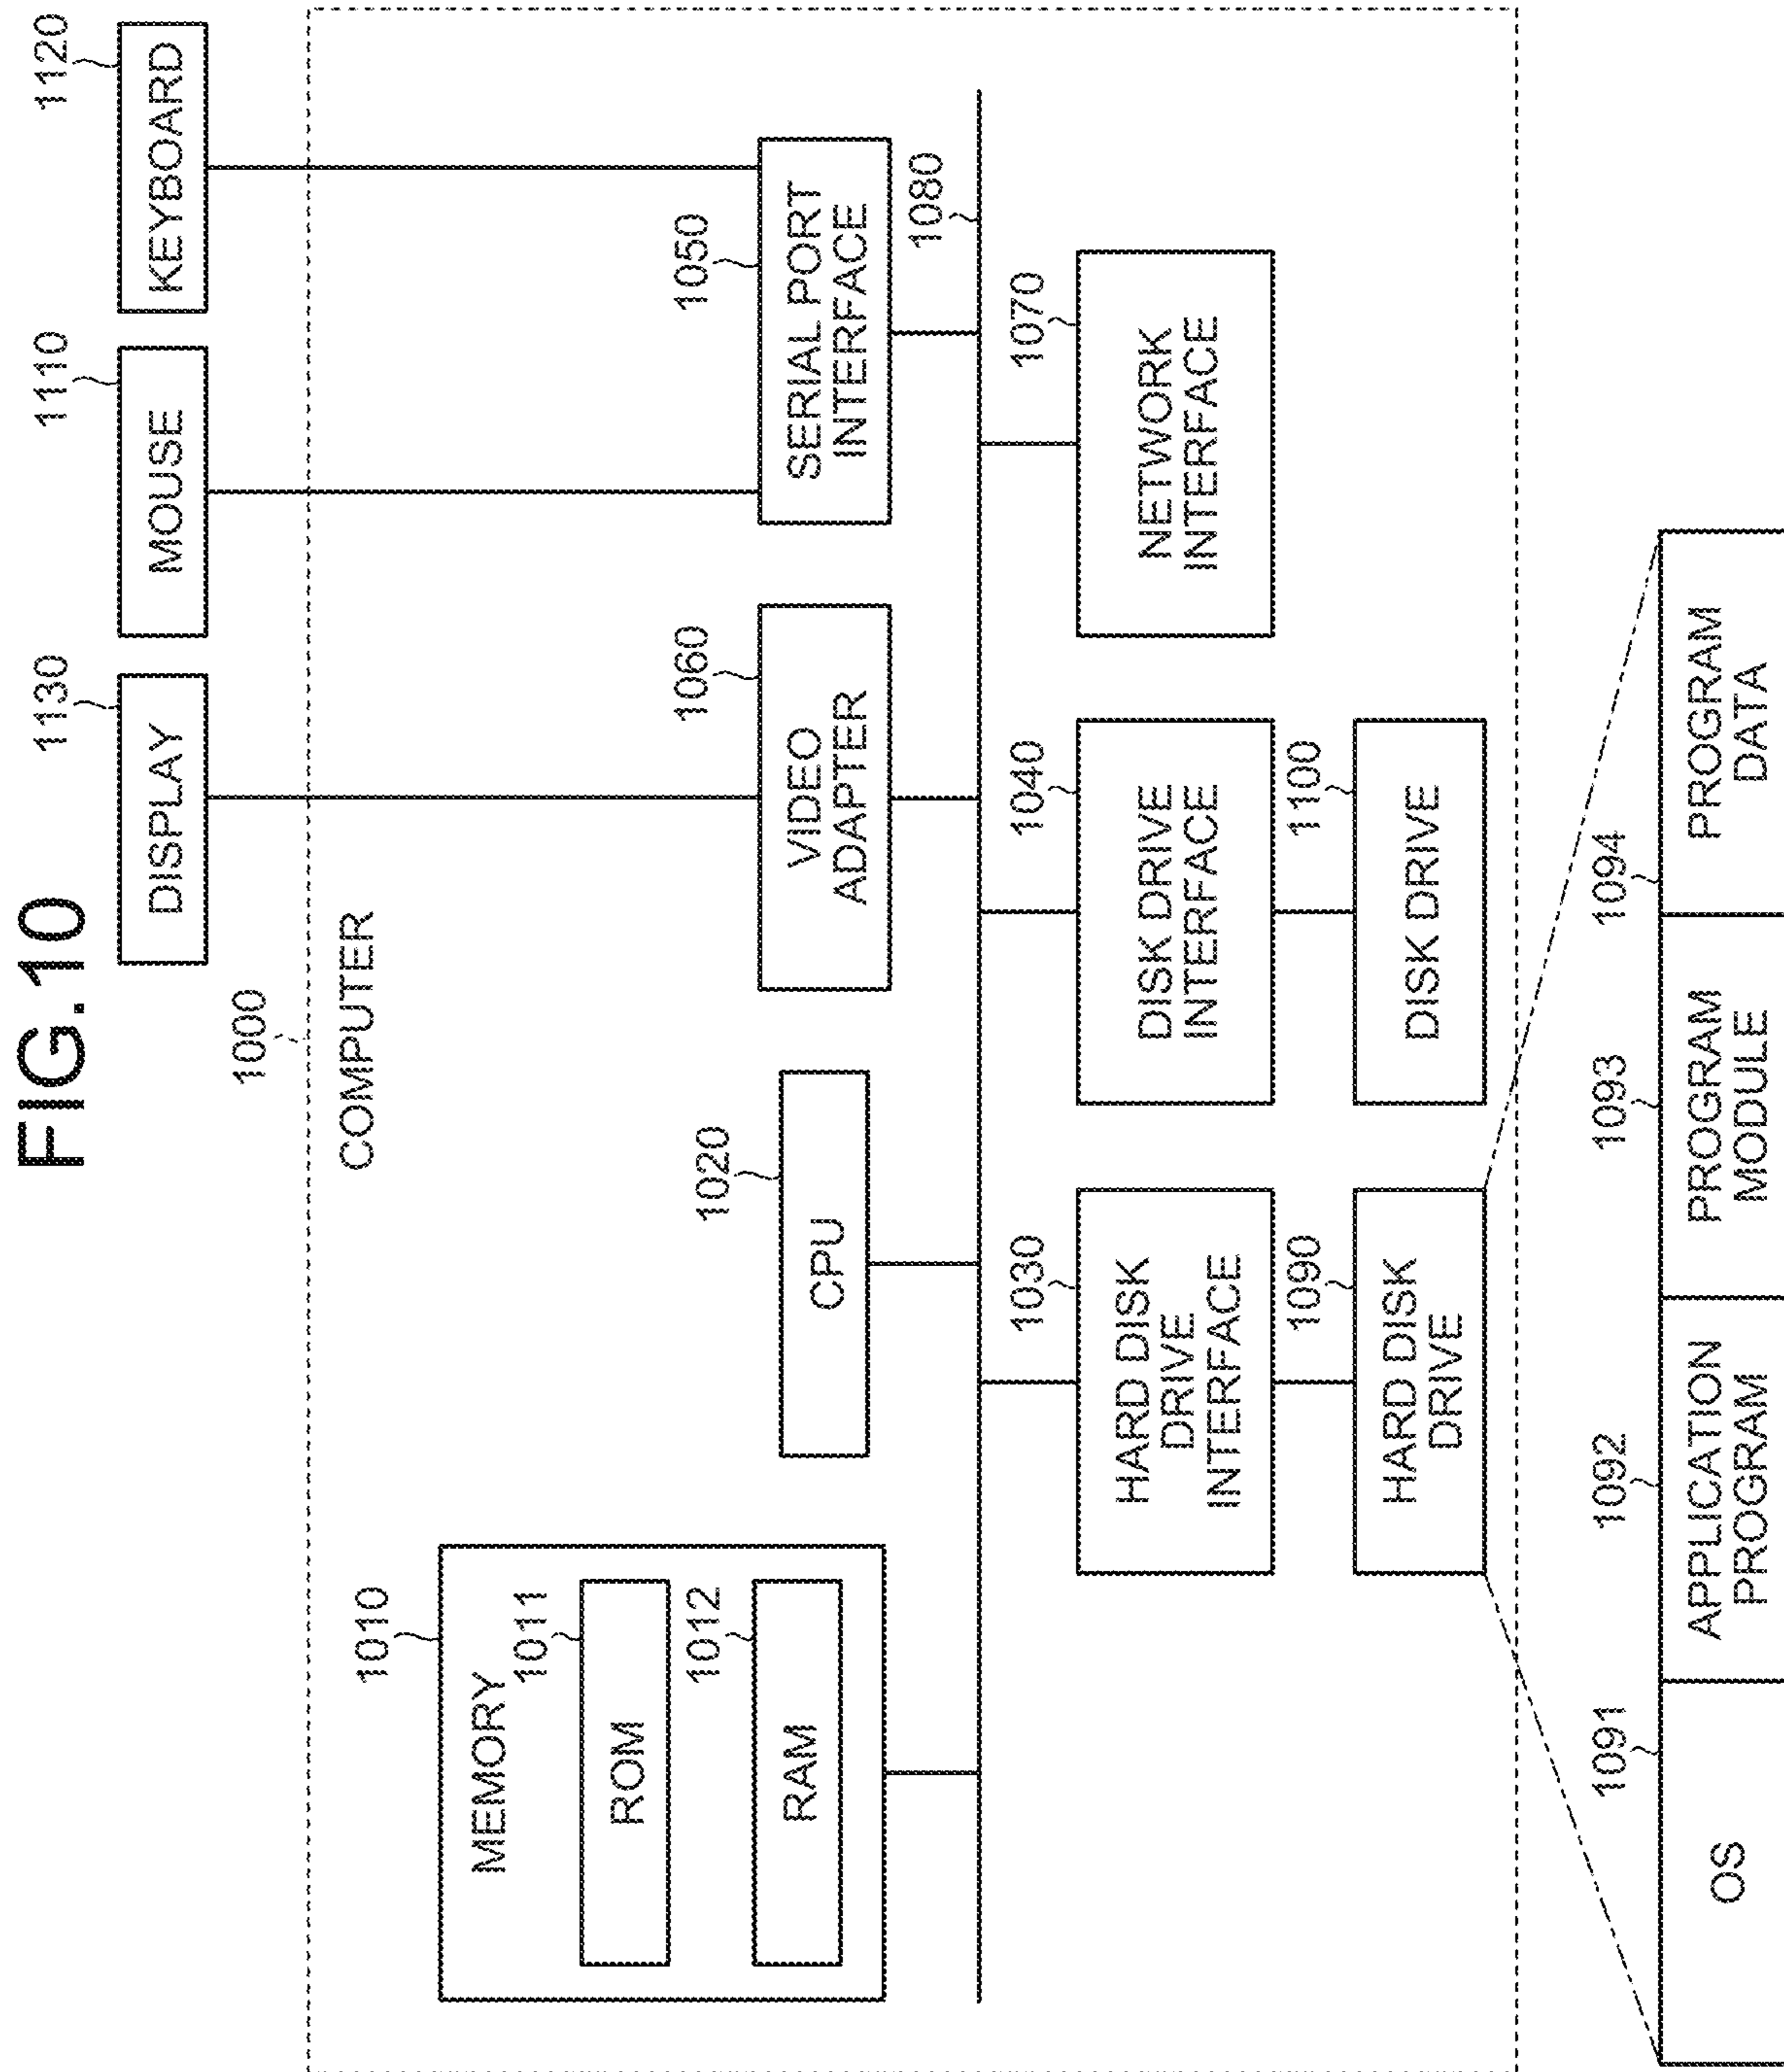 FIG.10
1000
1130
1110
1120
DISPLAY
MOUSE
KEYBOARD
COMPUTER
1010
MEMORY
1011
ROM
1012
RAM
1020
CPU
1060
VIDEO
ADAPTER
1050
SERIAL PORT
INTERFACE
1080
1030
HARD DISK
DRIVE
INTERFACE
1040
DISK DRIVE
INTERFACE
1070
NETWORK
INTERFACE
1090
HARD DISK
DRIVE
1100
DISK DRIVE
1091
OS
1092
APPLICATION
PROGRAM
1093
PROGRAM
MODULE
1094
PROGRAM
DATA